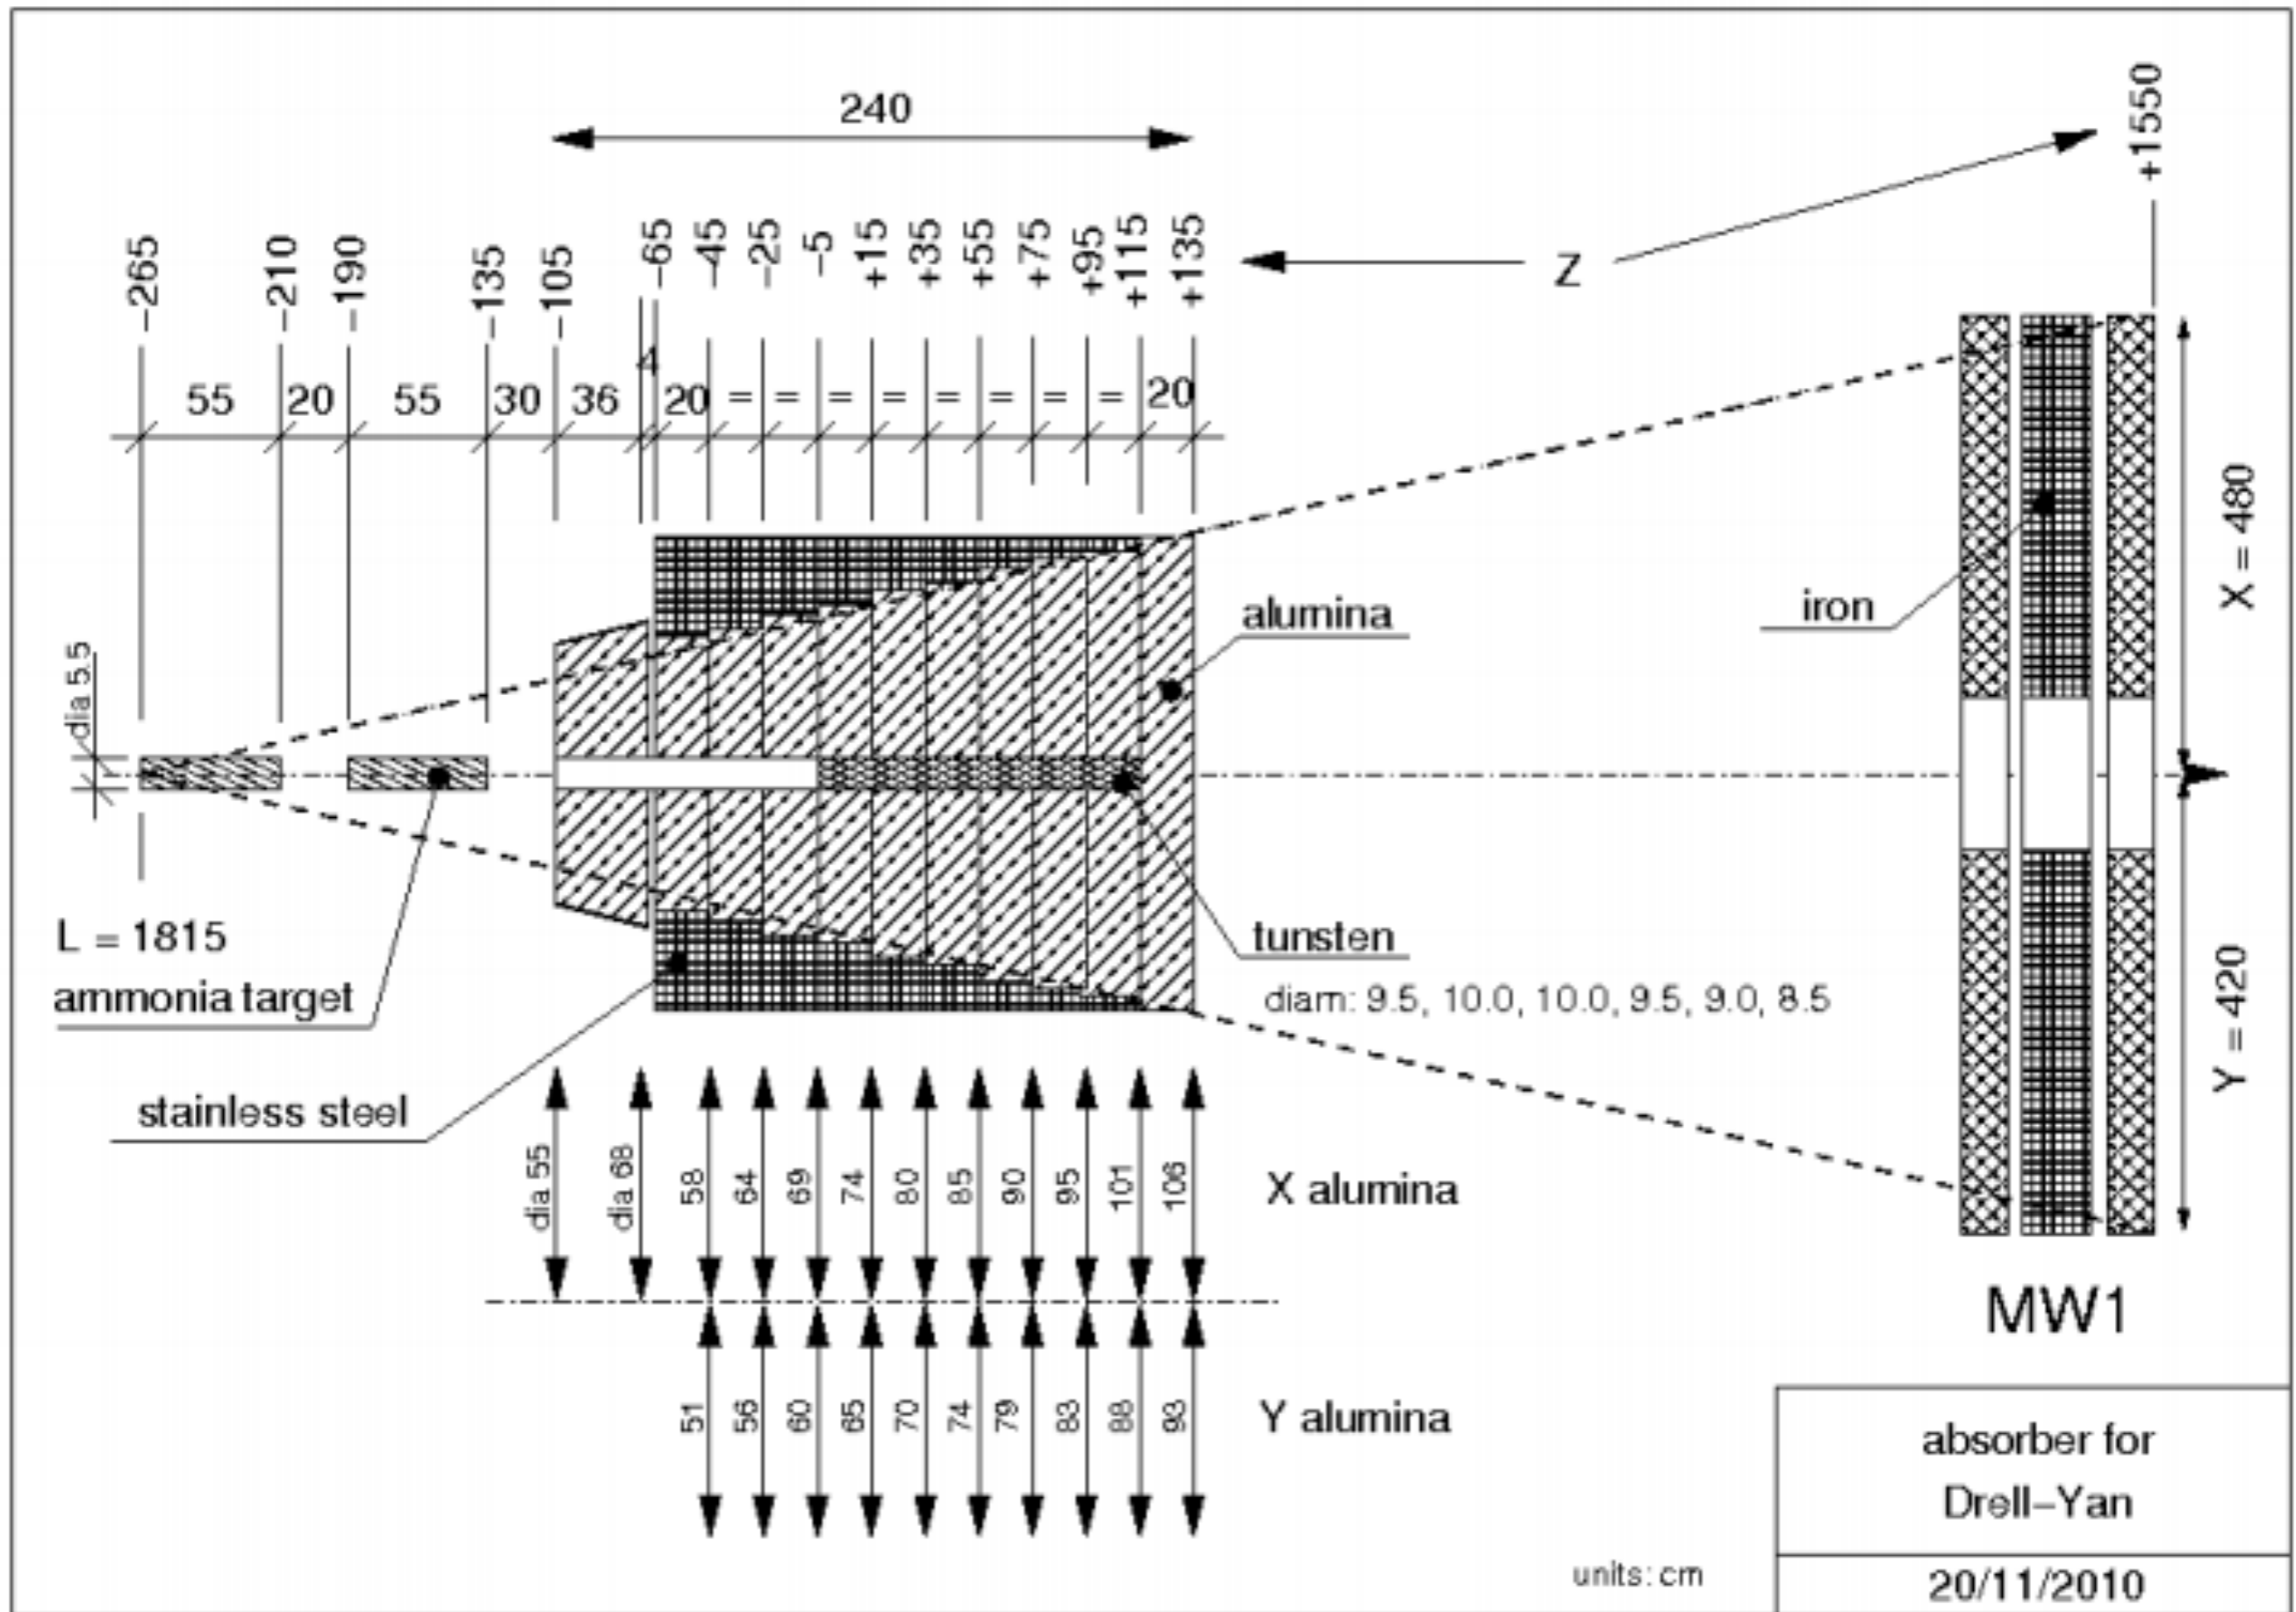 240
+1550
-265
-210
-190
-135
-105
-65
-45
-25
-5
+15
+35
+55
+75
+95
+115
+135
Z
4
55
20
55
30
36
20
=
=
=
=
=
=
=
=
20
X = 480
alumina
iron
dia 5.5
L = 1815
ammonia target
tunsten
diam: 9.5, 10.0, 10.0, 9.5, 9.0, 8.5
Y = 420
stainless steel
dia 55
dia 68
58
64
69
74
80
85
90
95
101
106
X alumina
51
56
60
65
70
74
79
83
88
93
Y alumina
MW1
absorber for
Drell-Yan
units: cm
20/11/2010